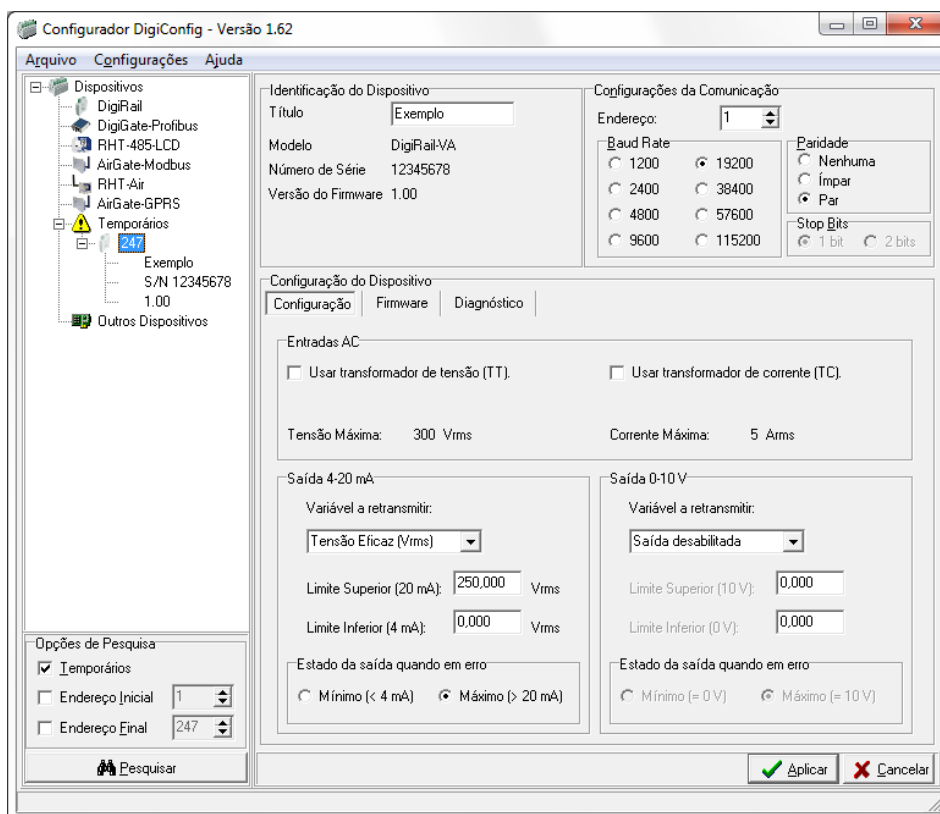 Configurador DigiConfig - Versão 1.62
Arquivo Configurações Ajuda
Dispositivos
DigiRail
DigiGate-Profibus
RHT-485-LCD
AirGate-Modbus
RHT-Air
AirGate-GPRS
Temporários
247
Exemplo
S/N 12345678
1.00
Outros Dispositivos
Opções de Pesquisa
Temporários
Endereço Inicial 1
Endereço Final 247
Pesquisar
Identificação do Dispositivo
Título Exemplo
Modelo DigiRail-VA
Número de Série 12345678
Versão do Firmware 1.00
Configurações da Comunicação
Endereço: 1
Baud Rate
1200 19200
2400 38400
4800 57600
9600 115200
Paridade
Nenhuma
Ímpar
Par
Stop Bits
1 bit 2 bits
Configuração do Dispositivo
Configuração Firmware Diagnóstico
Entradas AC
Usar transformador de tensão (TT). Usar transformador de corrente (TC).
Tensão Máxima: 300 Vrms Corrente Máxima: 5 Arms
Saída 4-20 mA
Variável a retransmitir:
Tensão Eficaz (Vrms)
Limite Superior (20 mA): 250,000 Vrms
Limite Inferior (4 mA): 0,000 Vrms
Estado da saída quando em erro
Mínimo (< 4 mA) Máximo (> 20 mA)
Saída 0-10 V
Variável a retransmitir:
Saída desabilitada
Limite Superior (10 V): 0,000
Limite Inferior (0 V): 0,000
Estado da saída quando em erro
Mínimo (= 0 V) Máximo (= 10 V)
Aplicar Cancelar